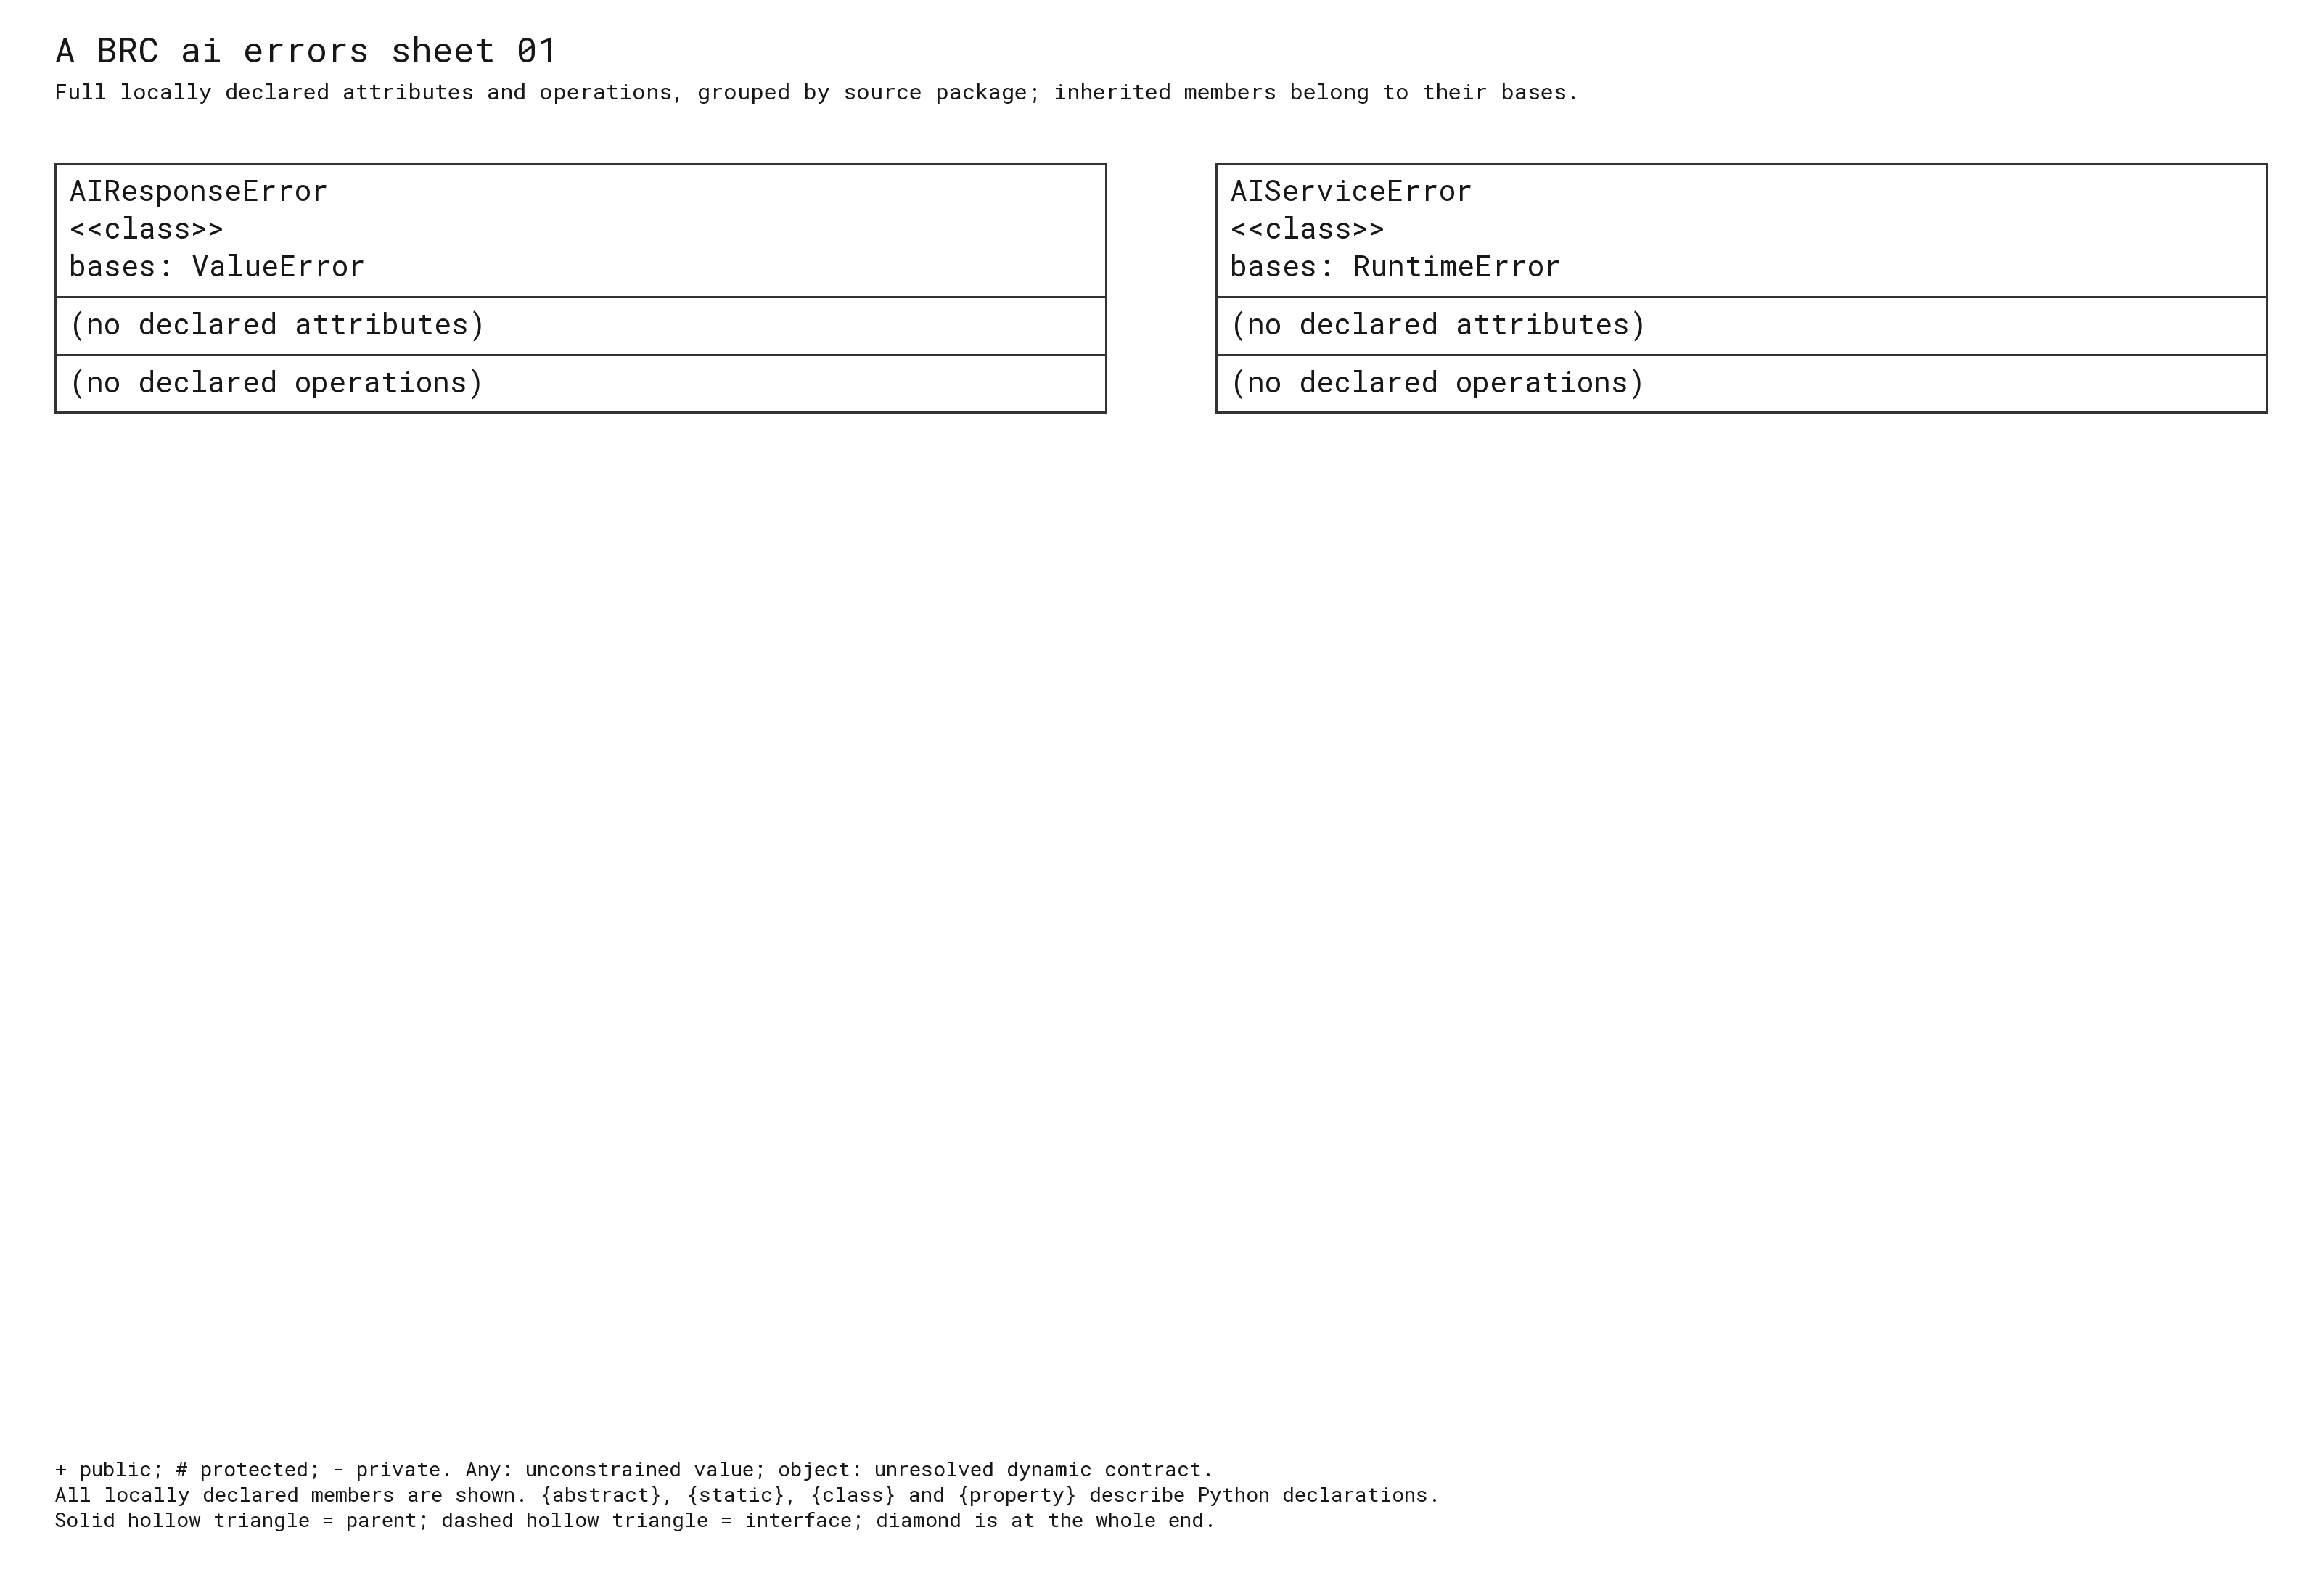 A BRC ai errors sheet 01
Full locally declared attributes and operations, grouped by source package; inherited members belong to their bases.
AIResponseError
<<class>>
bases: ValueError
(no declared attributes)
(no declared operations)
AIServiceError
<<class>>
bases: RuntimeError
(no declared attributes)
(no declared operations)
+ public; # protected; - private. Any: unconstrained value; object: unresolved dynamic contract.
All locally declared members are shown. {abstract}, {static}, {class} and {property} describe Python declarations.
Solid hollow triangle = parent; dashed hollow triangle = interface; diamond is at the whole end.